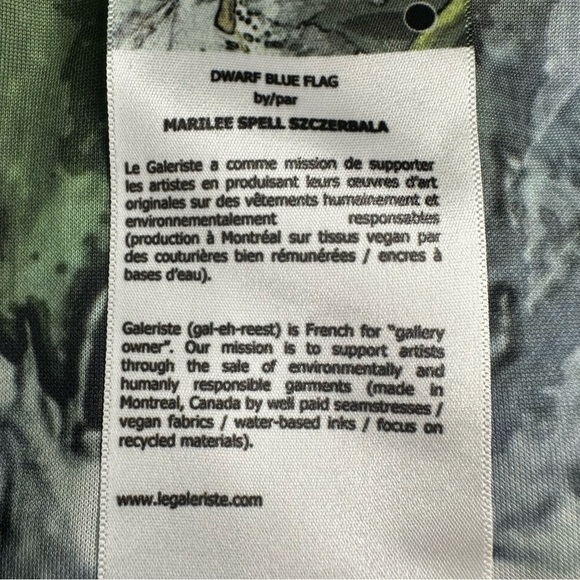 DWARF BLUE FLAG
by/par
MARILEE SPELL SZCZERBALA
Le Galeriste a comme mission de supporter
les artistes en produisant leurs œuvres d'art
originales sur des vêtements humainement et
environnementalement responsables
(production à Montréal sur tissus vegan par
des couturières bien rémunérées / encres à
bases d'eau).
Galeriste (gal-eh-reest) is French for "gallery
owner". Our mission is to support artists
through the sale of environmentally and
humanly responsible garments (made in
Montreal, Canada by well paid seamstresses /
vegan fabrics / water-based inks / focus on
recycled materials).
www.legaleriste.com